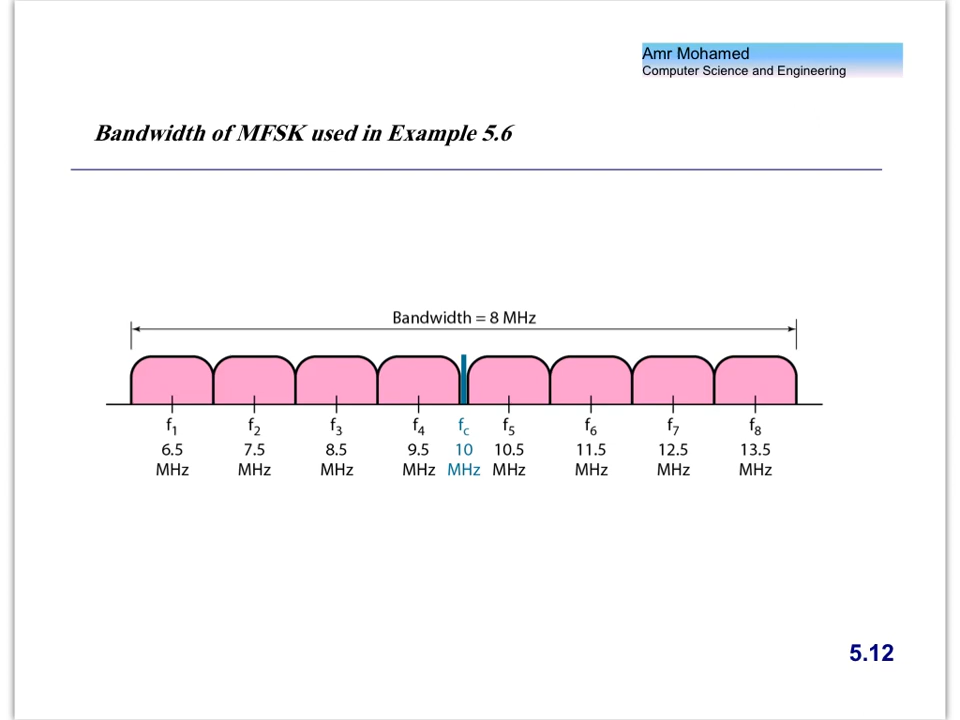 Amr Mohamed
Computer Science and Engineering
Bandwidth of MFSK used in Example 5.6
Bandwidth = 8 MHz
f1 f2 f3 f4 fc f5 f6 f7 f8
6.5 7.5 8.5 9.5 10 10.5 11.5 12.5 13.5
MHz MHz MHz MHz MHz MHz MHz MHz MHz
5.12